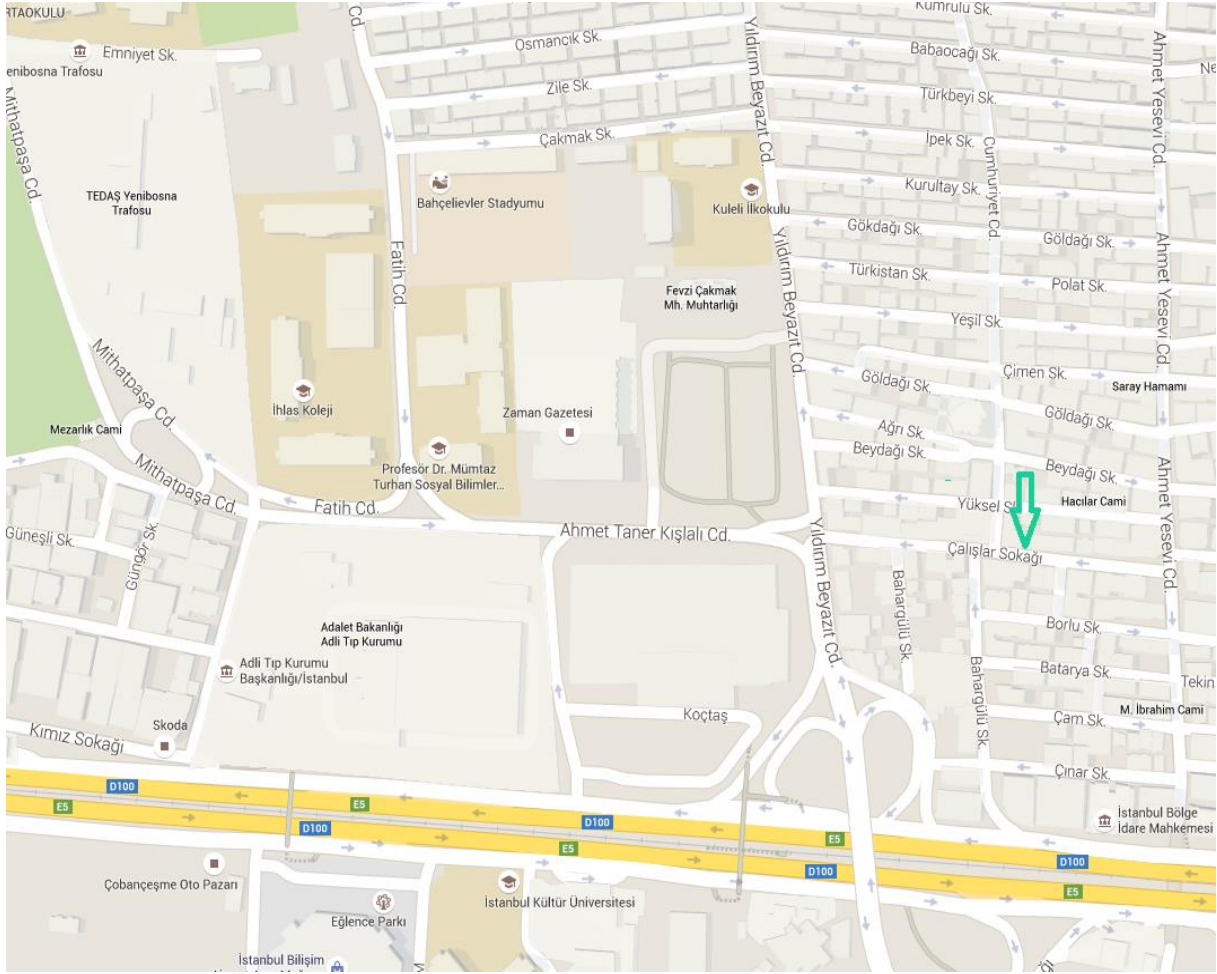 RTAOKULU
Emniyet Sk.
enibosna Trafosu
Mithatpaşa Cd.
TEDAŞ Yenibosna
Trafosu
Cd.
Osmancık Sk.
Zile Sk.
Çakmak Sk.
Yıldırım Beyazıt Cd.
Kumrulu Sk.
Babaocağı Sk.
Türkbeyi Sk.
İpek Sk.
Kurultay Sk.
Gökdağı Sk.
Göldağı Sk.
Türkistan Sk.
Polat Sk.
Yeşil Sk.
Çimen Sk.
Saray Hamamı
Göldağı Sk.
Göldağı Sk.
Ağrı Sk.
Beydağı Sk.
Beydağı Sk.
Hacılar Cami
Yüksel S
Çalışlar Sokağı
Cumhuriyet Cd.
Ahmet Yesevi Cd.
Ahmet Yesevi Cd.
Ahmet Yesevi Cd.
Ne
Bahçelievler Stadyumu
Kuleli İlkokulu
Fatih Cd.
Yıldırım Beyazıt Cd.
Fevzi Çakmak
Mh. Muhtarlığı
Mithatpaşa Cd.
İhlas Koleji
Zaman Gazetesi
Mezarlık Cami
Profesör Dr. Mümtaz
Turhan Sosyal Bilimler...
Mithatpaşa Cd.
Fatih Cd.
Ahmet Taner Kışlalı Cd.
Güneşli Sk.
Güngör Sk.
Yıldırım Beyazıt Cd.
Bahargülü Sk.
Bahargülü Sk.
Borlu Sk.
Batarya Sk.
Tekin
M. İbrahim Cami
Çam Sk.
Çınar Sk.
Adalet Bakanlığı
Adli Tıp Kurumu
Adli Tıp Kurumu
Başkanlığı/İstanbul
Skoda
Kımız Sokaği
Koçtaş
İstanbul Bölge
İdare Mahkemesi
D100
E5
E5
D100
D100
E5
E5
D100
D100
E5
Çobançeşme Oto Pazarı
Eğlence Parkı
İstanbul Kültür Üniversitesi
İstanbul Bilişim